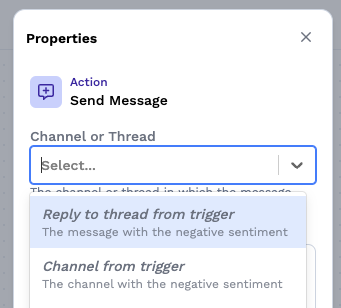 Properties
Action
Send Message
Channel or Thread
Select...
The channel or thread in which the message
Reply to thread from trigger
The message with the negative sentiment
Channel from trigger
The channel with the negative sentiment